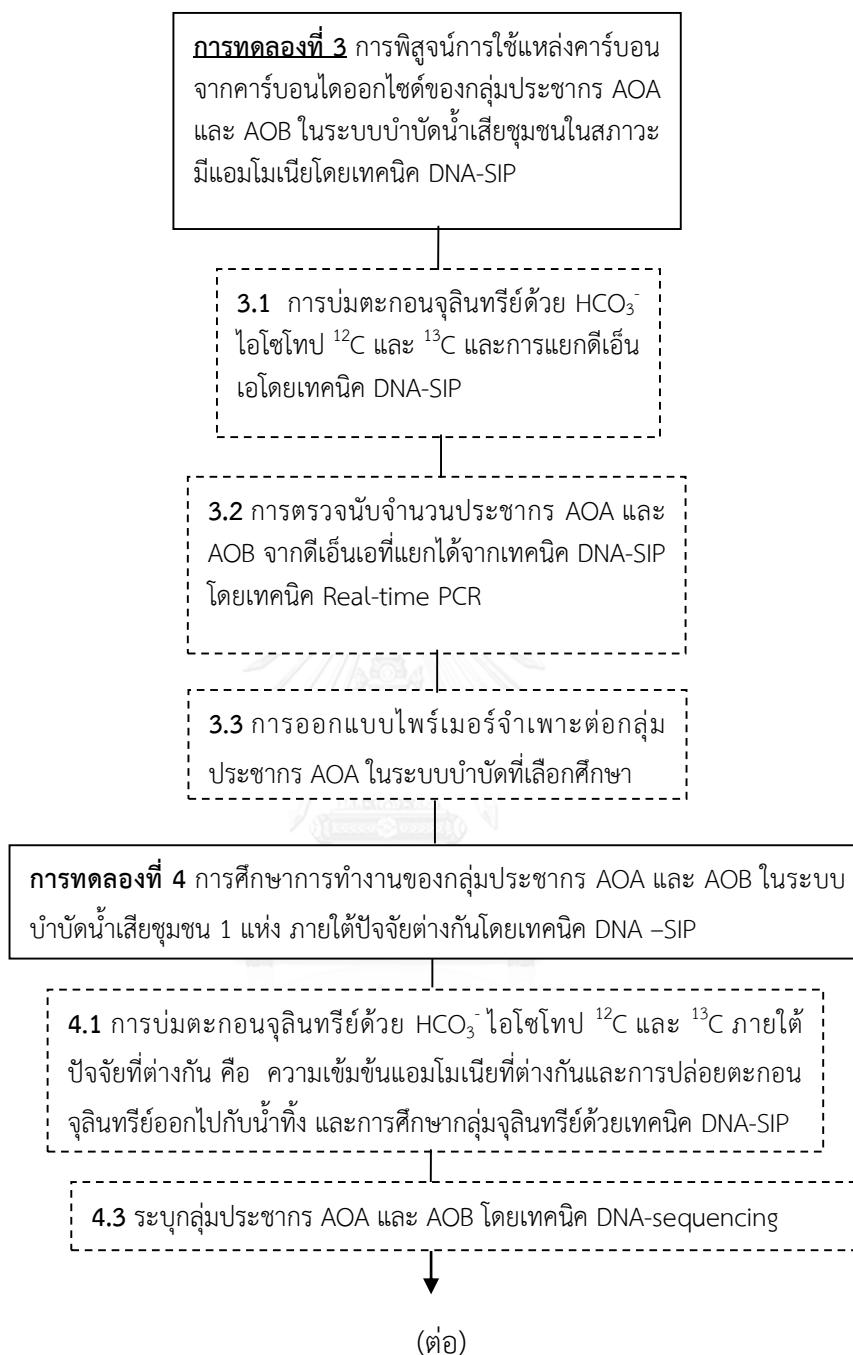 การทดลองที่ 3 การพิสูจน์การใช้แหล่งคาร์บอน
จากคาร์บอนไดออกไซด์ของกลุ่มประชากร AOA
และ AOB ในระบบบำบัดน้ำเสียชุมชนในสภาวะ
มีแอมโมเนียโดยเทคนิค DNA-SIP
3.1 การบ่มตะกอนจุลินทรีย์ด้วย HCO₃⁻
ไอโซโทป ¹²C และ ¹³C และการแยกดีเอ็น
เอโดยเทคนิค DNA-SIP
3.2 การตรวจนับจำนวนประชากร AOA และ
AOB จากดีเอ็นเอที่แยกได้จากเทคนิค DNA-SIP
โดยเทคนิค Real-time PCR
3.3 การออกแบบไพร์เมอร์จำเพาะต่อกลุ่ม
ประชากร AOA ในระบบบำบัดที่เลือกศึกษา
การทดลองที่ 4 การศึกษาการทำงานของกลุ่มประชากร AOA และ AOB ในระบบ
บำบัดน้ำเสียชุมชน 1 แห่ง ภายใต้ปัจจัยต่างกันโดยเทคนิค DNA –SIP
4.1 การบ่มตะกอนจุลินทรีย์ด้วย HCO₃⁻ ไอโซโทป ¹²C และ ¹³C ภายใต้
ปัจจัยที่ต่างกัน คือ ความเข้มข้นแอมโมเนียที่ต่างกันและการปล่อยตะกอน
จุลินทรีย์ออกไปกับน้ำทิ้ง และการศึกษากลุ่มจุลินทรีย์ด้วยเทคนิค DNA-SIP
4.3 ระบุกลุ่มประชากร AOA และ AOB โดยเทคนิค DNA-sequencing
(ต่อ)